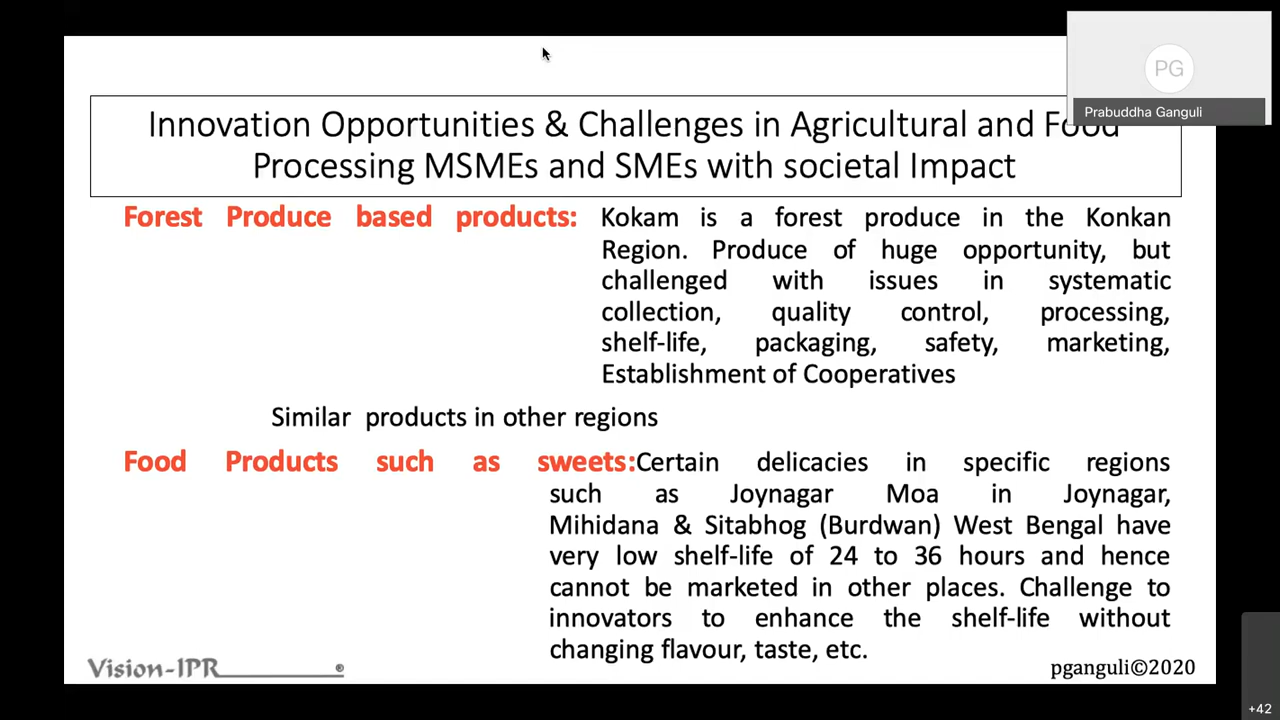 PG
Prabuddha Ganguli
Innovation Opportunities & Challenges in Agricultural and Food
Processing MSMEs and SMEs with societal Impact
Forest Produce based products: Kokam is a forest produce in the Konkan
Region. Produce of huge opportunity, but
challenged with issues in systematic
collection, quality control, processing,
shelf-life, packaging, safety, marketing,
Establishment of Cooperatives
Similar products in other regions
Food Products such as sweets:Certain delicacies in specific regions
such as Joynagar Moa in Joynagar,
Mihidana & Sitabhog (Burdwan) West Bengal have
very low shelf-life of 24 to 36 hours and hence
cannot be marketed in other places. Challenge to
innovators to enhance the shelf-life without
changing flavour, taste, etc.
Vision-IPR ®
pganguli©2020
+42